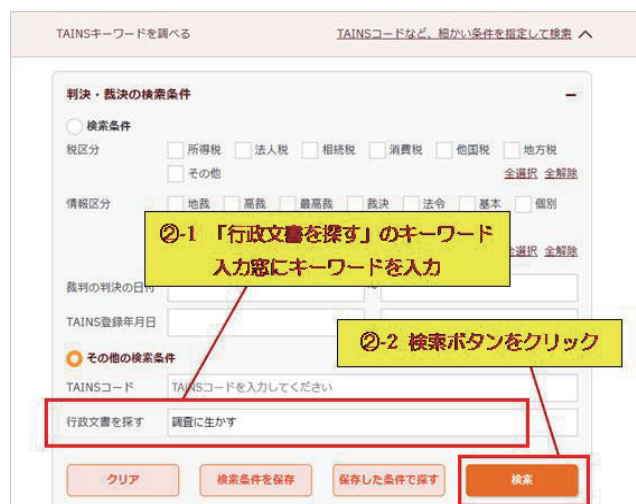 TAINSキーワードを調べる TAINSコードなど、細かい条件を指定して検索
判決・裁決の検索条件
検索条件
税区分 所得税 法人税 相続税 消費税 他国税 地方税
その他 全選択 全解除
情報区分 地裁 高裁 最高裁 裁決 法令 基本 個別
②-1 「行政文書を探す」のキーワード
入力窓にキーワードを入力
全選択 全解除
裁判の判決の日付 ~
TAINS登録年月日
②-2 検索ボタンをクリック
その他の検索条件
TAINSコード TAINSコードを入力してください
行政文書を探す 調査に生かす
クリア 検索条件を保存 保存した条件で探す 検索